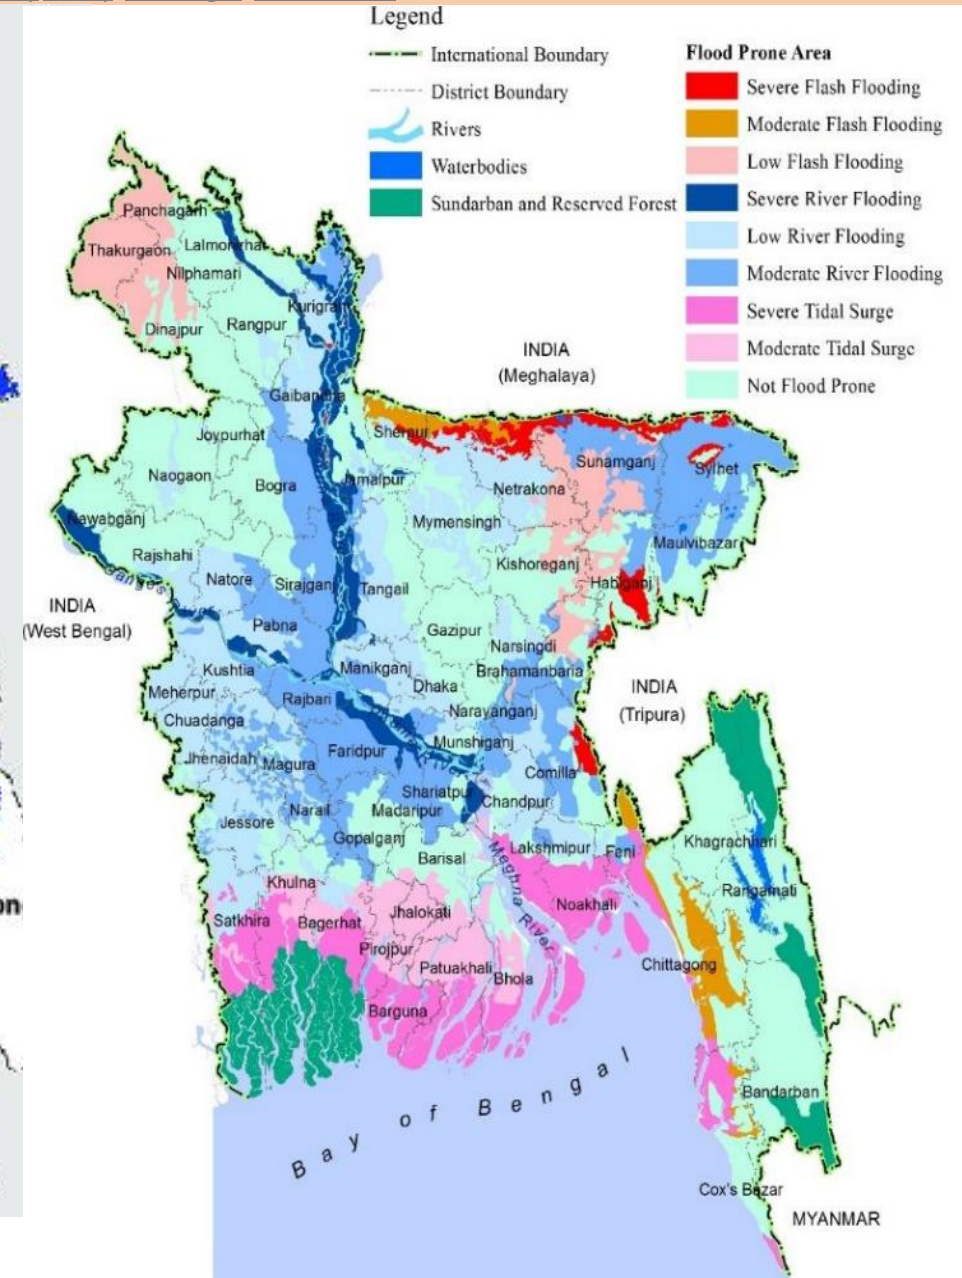 Legend
International Boundary
District Boundary
Rivers
Waterbodies
Sundarban and Reserved Forest
Flood Prone Area
Severe Flash Flooding
Moderate Flash Flooding
Low Flash Flooding
Severe River Flooding
Low River Flooding
Moderate River Flooding
Severe Tidal Surge
Moderate Tidal Surge
Not Flood Prone
Panchagarh
Thakurgaon
Lalmonirhat
Nilphamari
Kurigram
Dinajpur
Rangpur
INDIA
(Meghalaya)
Gaibandha
Sherpur
Joypurhat
Sunamganj
Sylhet
Naogaon
Bogra
Jamalpur
Netrakona
Nawabganj
Mymensingh
Maulvibazar
Rajshahi
Kishoreganj
Ganges River
Natore
Sirajganj
Tangail
Habiganj
INDIA
(West Bengal)
Pabna
Gazipur
Narsingdi
Kushtia
Manikganj
Brahamanbaria
Meherpur
Rajbari
Dhaka
INDIA
(Tripura)
Chuadanga
Narayanganj
Faridpur
Munshiganj
Jhenaidah
Magura
Comilla
Shariatpur
Chandpur
Narail
Madaripur
Jessore
Gopalganj
Lakshmipur
Feni
Khagrachhari
Barisal
Meghna River
Khulna
Rangamati
Noakhali
Satkhira
Bagerhat
Jhalokati
Pirojpur
Patuakhali
Bhola
Chittagong
Barguna
Bay of Bengal
Bandarban
Cox's Bazar
MYANMAR